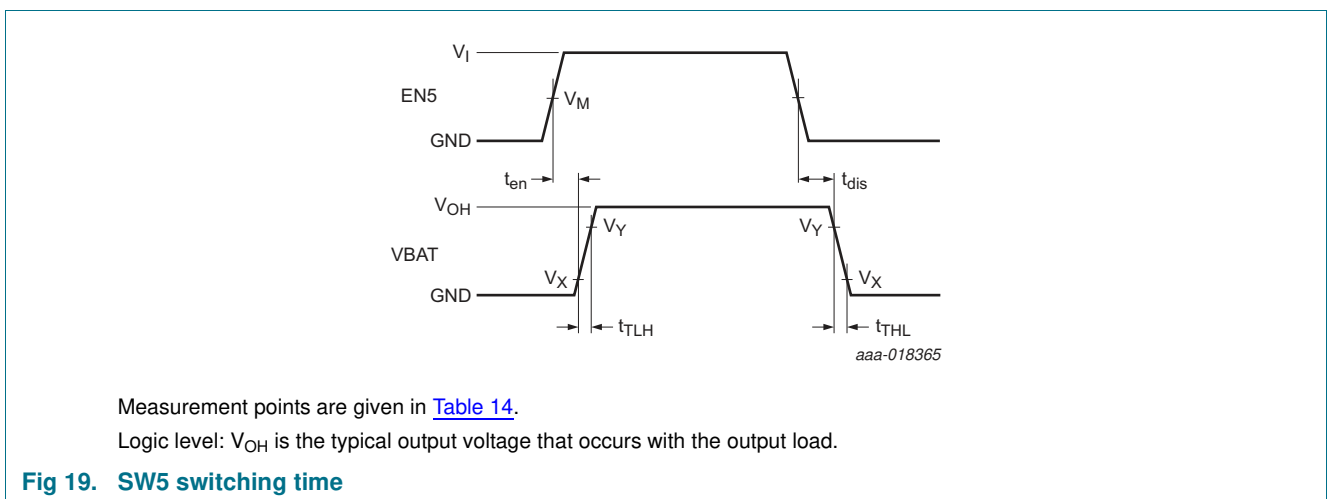 VI
EN5
VM
GND
ten
tdis
VOH
VY
VY
VBAT
VX
VX
GND
tTLH
tTHL
aaa-018365
Measurement points are given in Table 14.
Logic level: VOH is the typical output voltage that occurs with the output load.
Fig 19. SW5 switching time